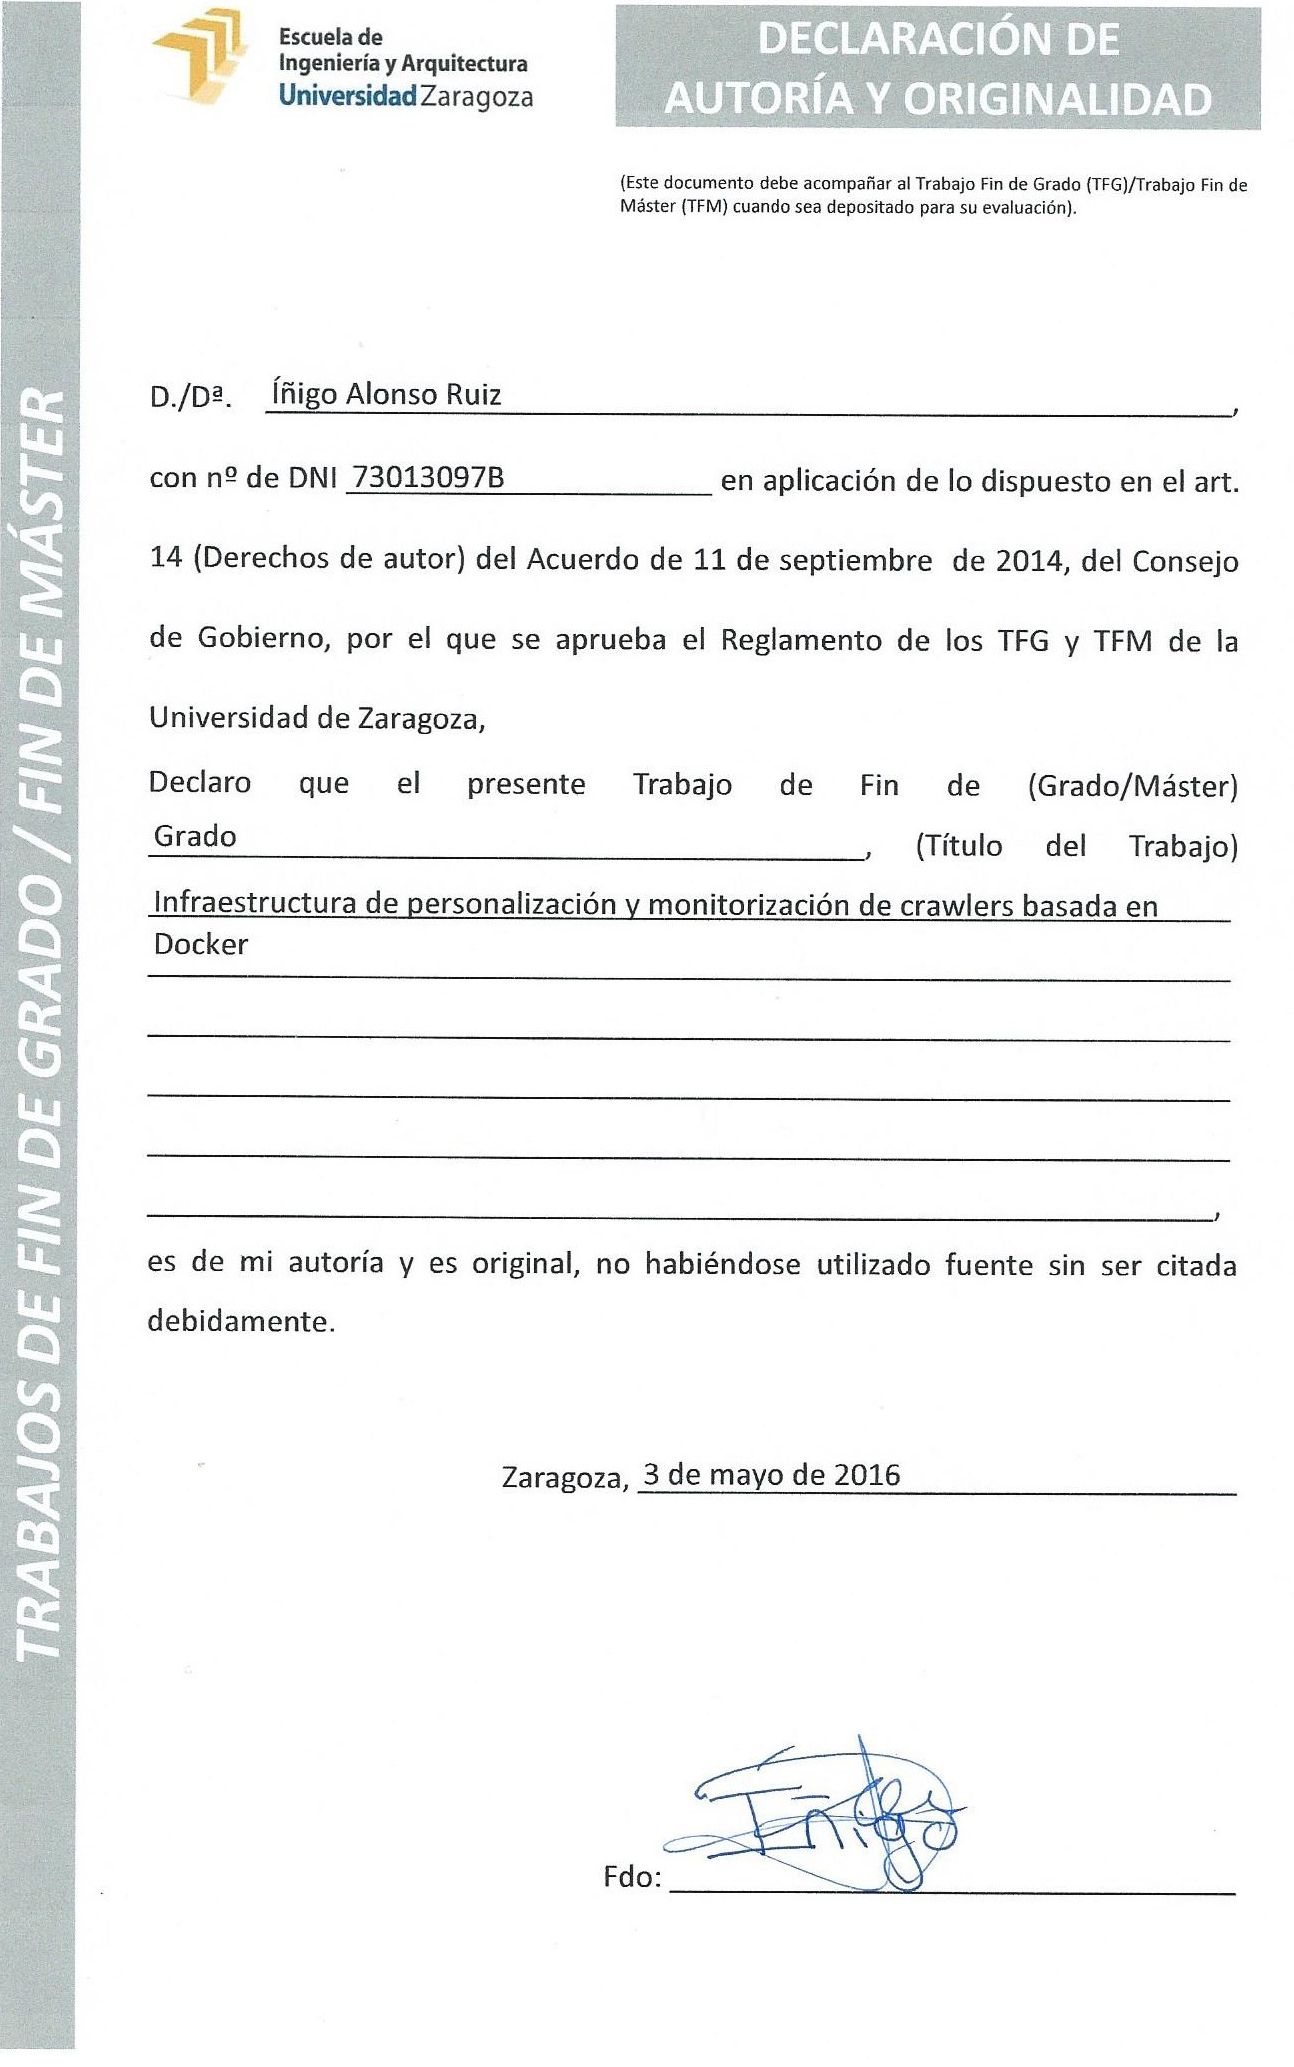 Escuela de
Ingeniería y Arquitectura
Universidad Zaragoza
DECLARACIÓN DE
AUTORÍA Y ORIGINALIDAD
(Este documento debe acompañar al Trabajo Fin de Grado (TFG)/Trabajo Fin de
Máster (TFM) cuando sea depositado para su evaluación).
TRABAJOS DE FIN DE GRADO / FIN DE MÁSTER
D./Dª. Íñigo Alonso Ruiz,
con nº de DNI 73013097B en aplicación de lo dispuesto en el art.
14 (Derechos de autor) del Acuerdo de 11 de septiembre de 2014, del Consejo
de Gobierno, por el que se aprueba el Reglamento de los TFG y TFM de la
Universidad de Zaragoza,
Declaro que el presente Trabajo de Fin de (Grado/Máster)
Grado, (Título del Trabajo)
Infraestructura de personalización y monitorización de crawlers basada en
Docker
,
es de mi autoría y es original, no habiéndose utilizado fuente sin ser citada
debidamente.
Zaragoza, 3 de mayo de 2016
Íñigo
Fdo: